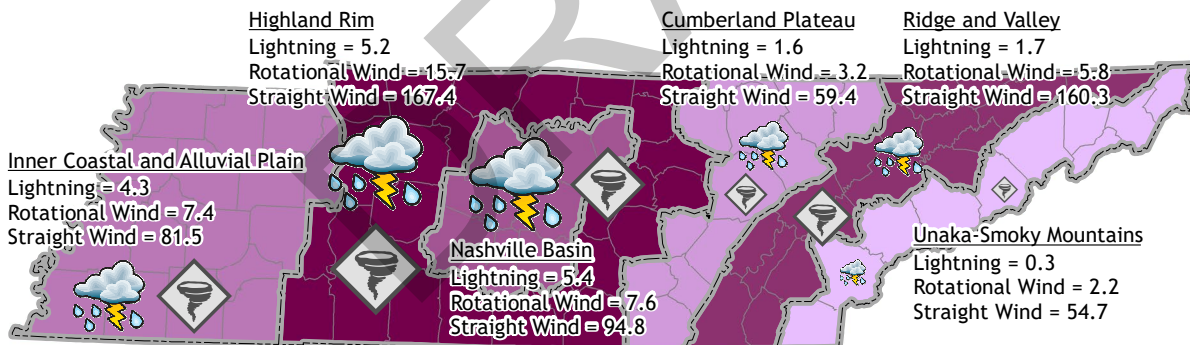 Highland Rim
Lightning = 5.2
Rotational Wind = 15.7
Straight Wind = 167.4
Cumberland Plateau
Lightning = 1.6
Rotational Wind = 3.2
Straight Wind = 59.4
Ridge and Valley
Lightning = 1.7
Rotational Wind = 5.8
Straight Wind = 160.3
Inner Coastal and Alluvial Plain
Lightning = 4.3
Rotational Wind = 7.4
Straight Wind = 81.5
Nashville Basin
Lightning = 5.4
Rotational Wind = 7.6
Straight Wind = 94.8
Unaka-Smoky Mountains
Lightning = 0.3
Rotational Wind = 2.2
Straight Wind = 54.7